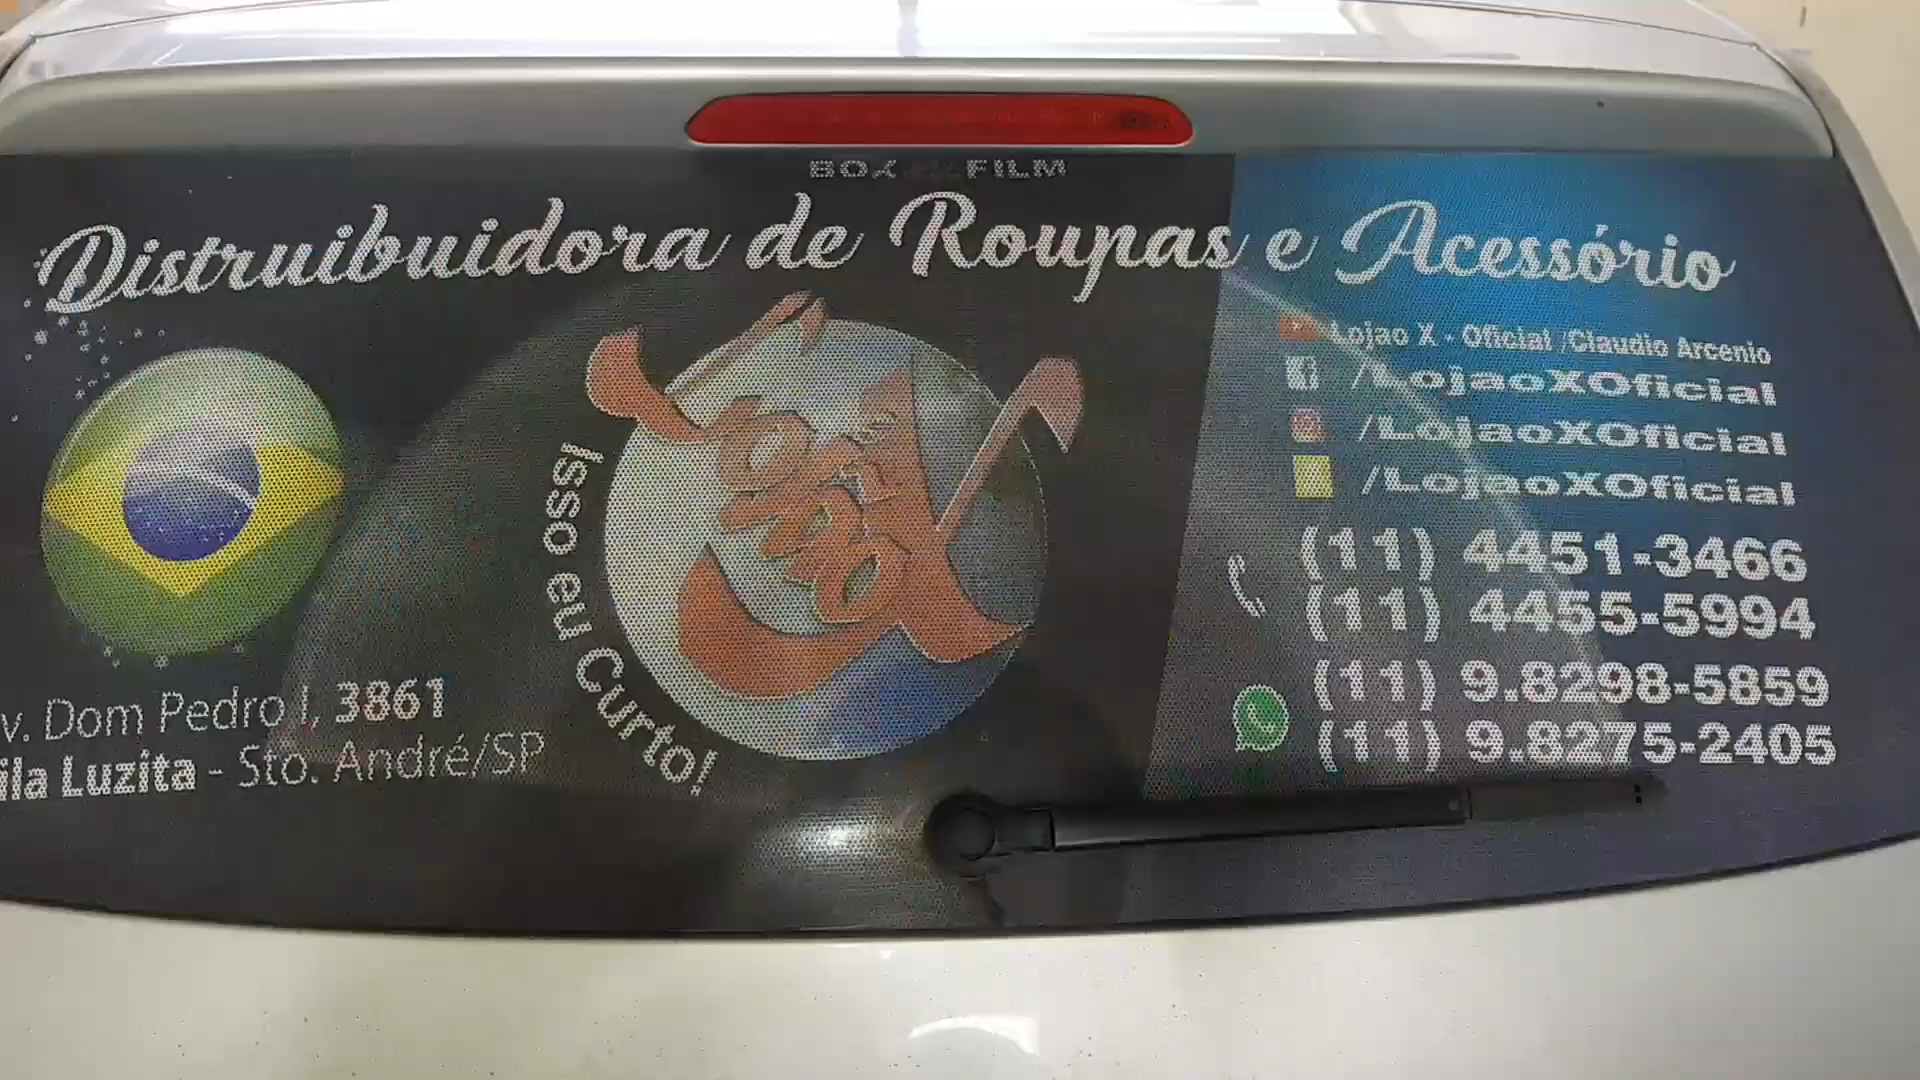 BOX FILM
Distruibuidora de Roupas e Acessório
Lojao X - Oficial /Claudio Arcenio
/LojaoXOficial
/LojaoXOficial
/LojaoXOficial
(11) 4451-3466
(11) 4455-5994
(11) 9.8298-5859
(11) 9.8275-2405
Isso eu Curto!
v. Dom Pedro I, 3861
ila Luzita - Sto. André/SP